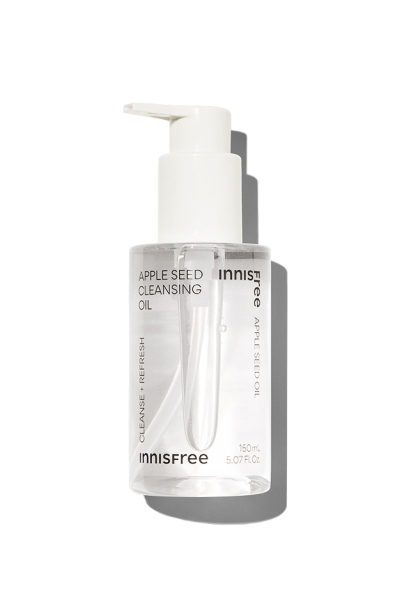 APPLE SEED
CLEANSING
OIL
INNISFree
APPLE SEED OIL
CLEANSE + REFRESH
INNISFree
150mL
5.07 Fl.Oz.